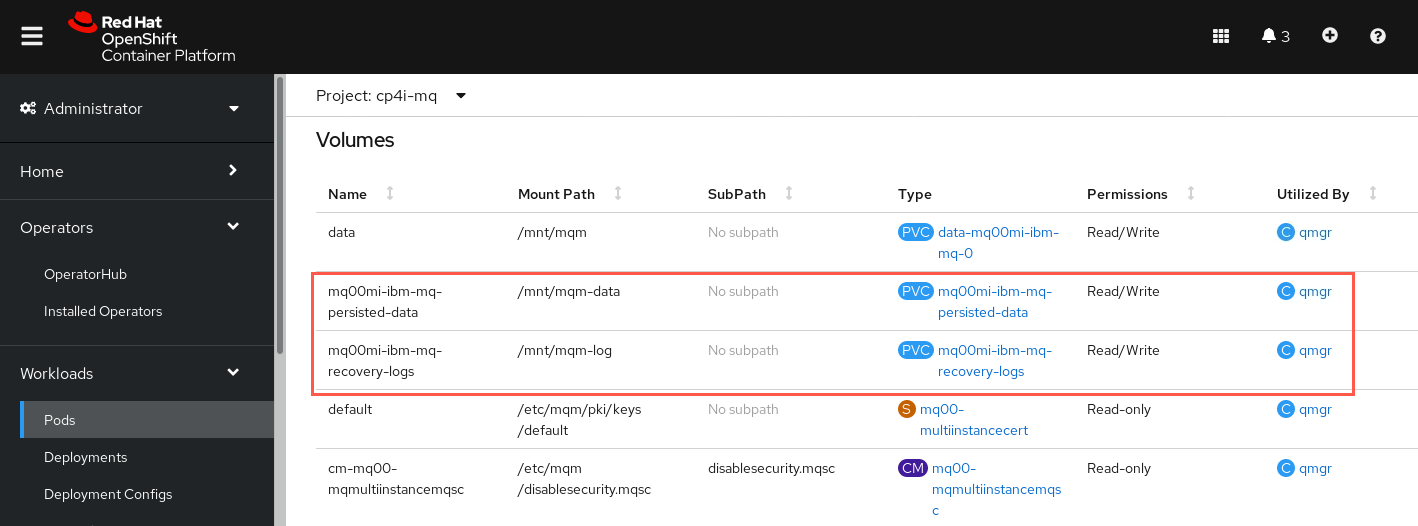 Red Hat
OpenShift
Container Platform
3
Administrator
Home
Operators
OperatorHub
Installed Operators
Workloads
Pods
Deployments
Deployment Configs
Project: cp4i-mq
Volumes
Name Mount Path SubPath Type Permissions Utilized By
data /mnt/mqm No subpath PVC data-mq00mi-ibm- Read/Write C qmgr
mq-0
mq00mi-ibm-mq- /mnt/mqm-data No subpath PVC mq00mi-ibm-mq- Read/Write C qmgr
persisted-data persisted-data
mq00mi-ibm-mq- /mnt/mqm-log No subpath PVC mq00mi-ibm-mq- Read/Write C qmgr
recovery-logs recovery-logs
default /etc/mqm/pki/keys No subpath S mq00- Read-only C qmgr
/default multiinstancecert
cm-mq00- /etc/mqm disablesecurity.mqsc CM mq00- Read-only C qmgr
mqmultiinstancemqsc /disablesecurity.mqsc mqmultiinstancemqs
c